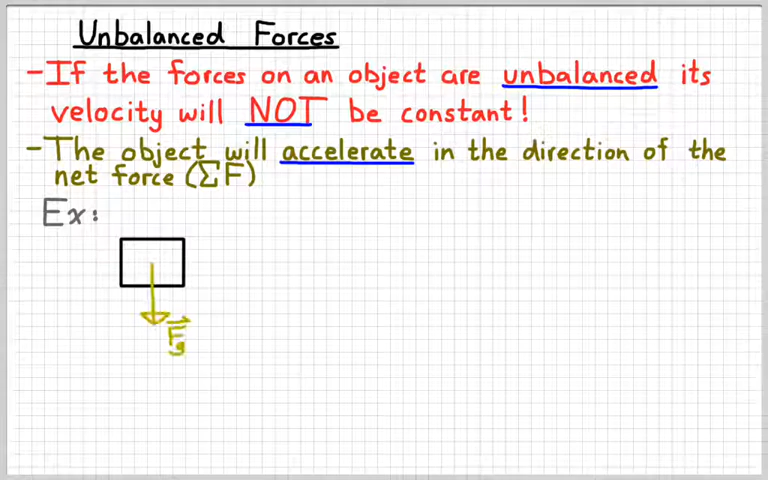 Unbalanced Forces
-If the forces on an object are unbalanced its
velocity will NOT be constant!
-The object will accelerate in the direction of the
net force (ΣF)
Ex:
F⃗g